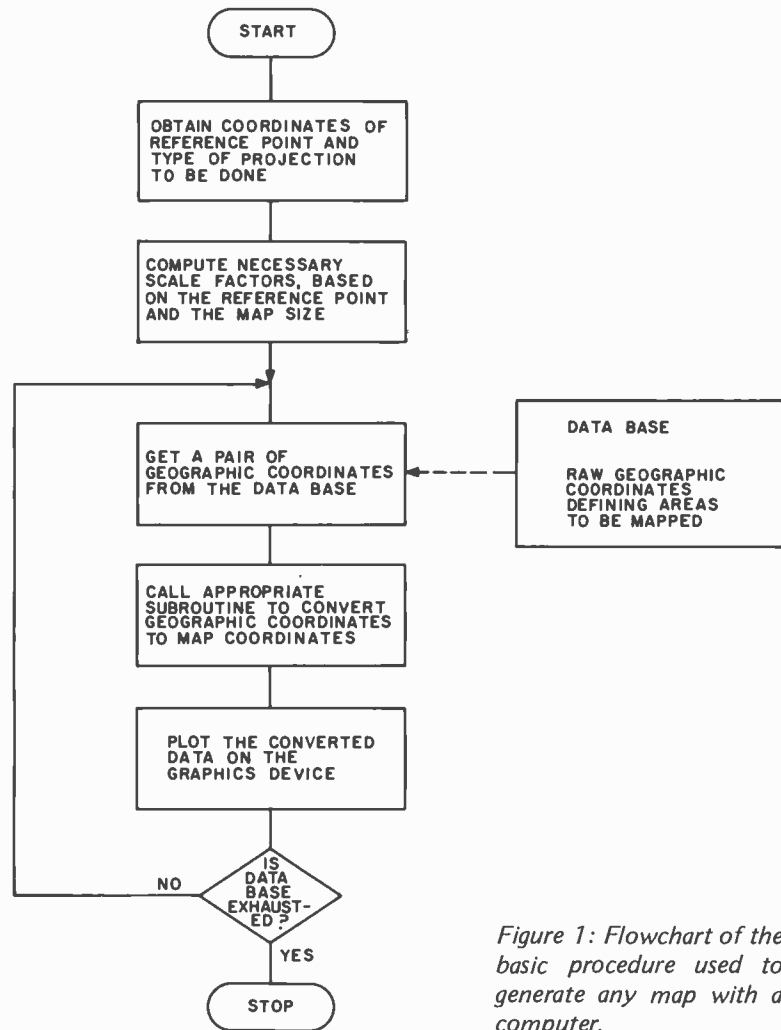 START
OBTAIN COORDINATES OF
REFERENCE POINT AND
TYPE OF PROJECTION
TO BE DONE
COMPUTE NECESSARY
SCALE FACTORS, BASED
ON THE REFERENCE POINT
AND THE MAP SIZE
GET A PAIR OF
GEOGRAPHIC COORDINATES
FROM THE DATA BASE
DATA BASE
RAW GEOGRAPHIC
COORDINATES
DEFINING AREAS
TO BE MAPPED
CALL APPROPRIATE
SUBROUTINE TO CONVERT
GEOGRAPHIC COORDINATES
TO MAP COORDINATES
PLOT THE CONVERTED
DATA ON THE
GRAPHICS DEVICE
IS
DATA
BASE
EXHAUST-
ED?
NO
YES
STOP
Figure 1: Flowchart of the
basic procedure used to
generate any map with a
computer.